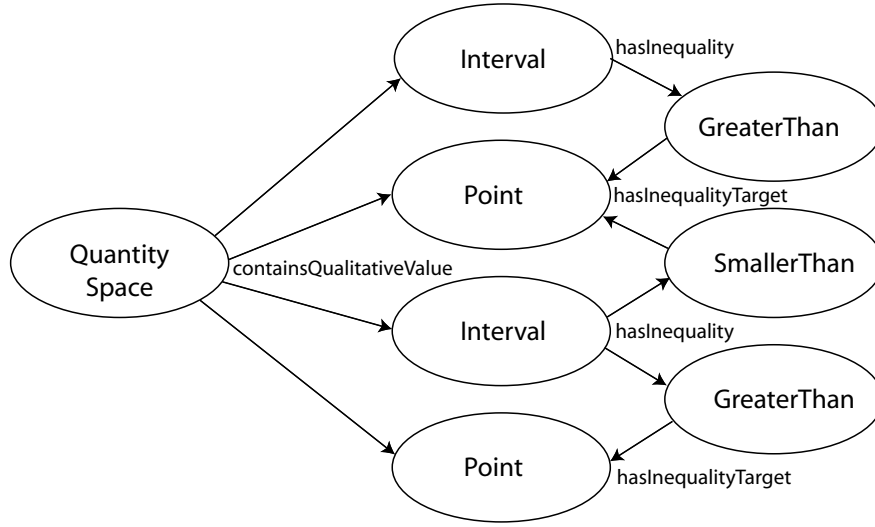 Interval
hasInequality
GreaterThan
Point
hasInequalityTarget
Quantity
Space
containsQualitativeValue
SmallerThan
Interval
hasInequality
GreaterThan
Point
hasInequalityTarget